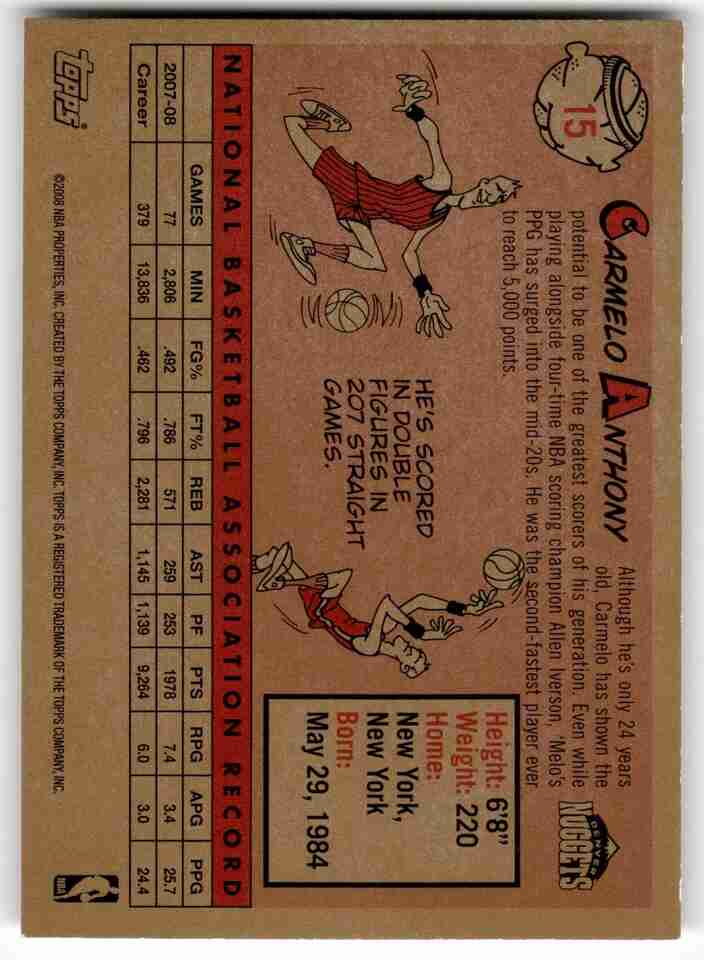 15
CARMELO ANTHONY
Although he's only 24 years
old, Carmelo has shown the
potential to be one of the greatest scorers of his generation. Even while
playing alongside four-time NBA scoring champion Allen Iverson, 'Melo's
PPG has surged into the mid-20s. He was the second-fastest player ever
to reach 5,000 points.
DENVER
NUGGETS
HE'S SCORED
IN DOUBLE
FIGURES IN
207 STRAIGHT
GAMES.
Height: 6'8"
Weight: 220
Home:
New York,
New York
Born:
May 29, 1984
NATIONAL BASKETBALL ASSOCIATION RECORD
GAMES MIN FG% FT% REB AST PF PTS RPG APG PPG
2007-08 77 2,806 .492 .786 571 259 253 1978 7.4 3.4 25.7
Career 379 13,836 .462 .796 2,281 1,145 1,139 9,264 6.0 3.0 24.4
topps®
©2008 NBA PROPERTIES, INC. CREATED BY THE TOPPS COMPANY, INC. TOPPS IS A REGISTERED TRADEMARK OF THE TOPPS COMPANY, INC.
NBA